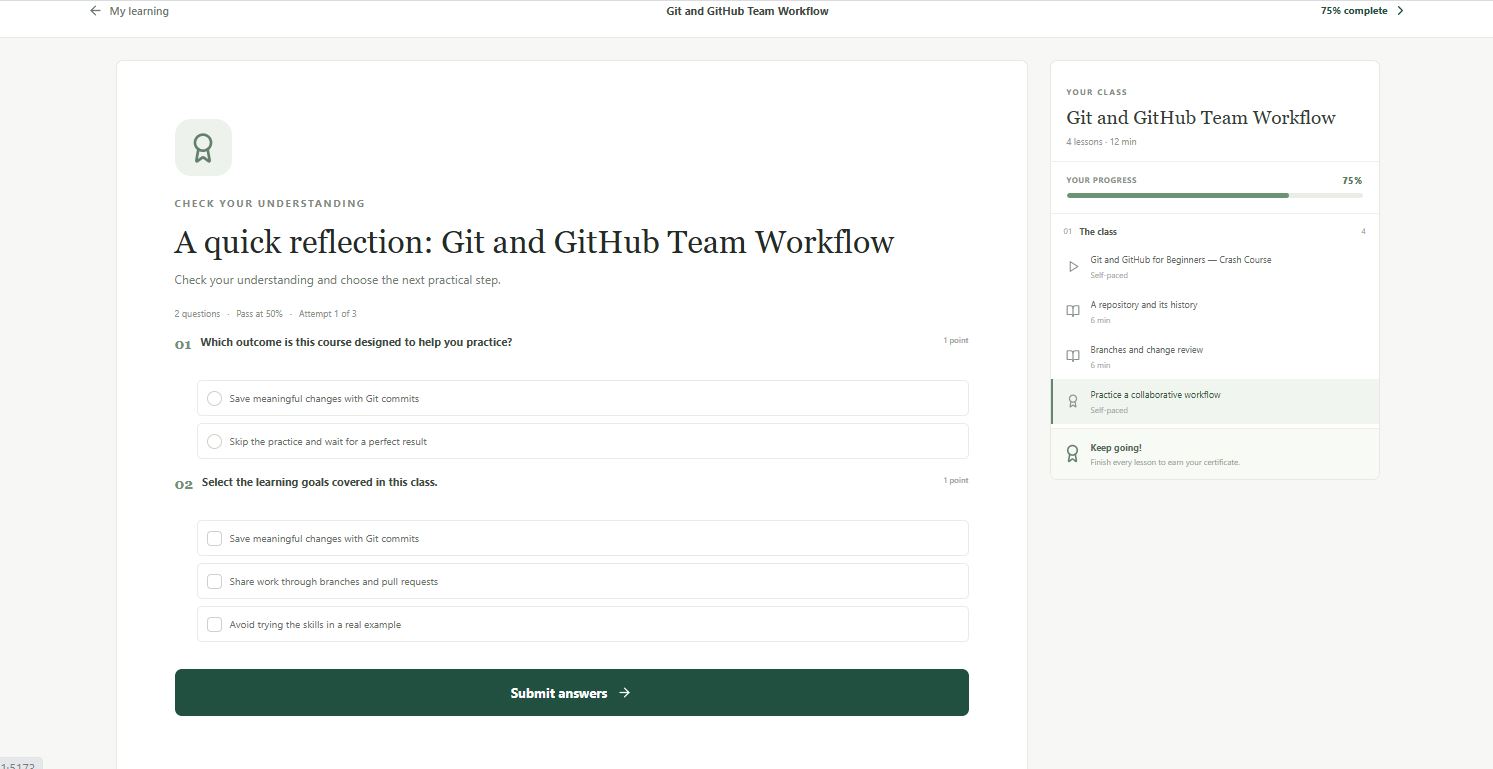 My learning
Git and GitHub Team Workflow
75% complete
CHECK YOUR UNDERSTANDING
A quick reflection: Git and GitHub Team Workflow
Check your understanding and choose the next practical step.
2 questions · Pass at 50% · Attempt 1 of 3
01 Which outcome is this course designed to help you practice? 1 point
Save meaningful changes with Git commits
Skip the practice and wait for a perfect result
02 Select the learning goals covered in this class. 1 point
Save meaningful changes with Git commits
Share work through branches and pull requests
Avoid trying the skills in a real example
Submit answers
YOUR CLASS
Git and GitHub Team Workflow
4 lessons · 12 min
YOUR PROGRESS 75%
01 The class 4
Git and GitHub for Beginners — Crash Course
Self-paced
A repository and its history
6 min
Branches and change review
6 min
Practice a collaborative workflow
Self-paced
Keep going!
Finish every lesson to earn your certificate.